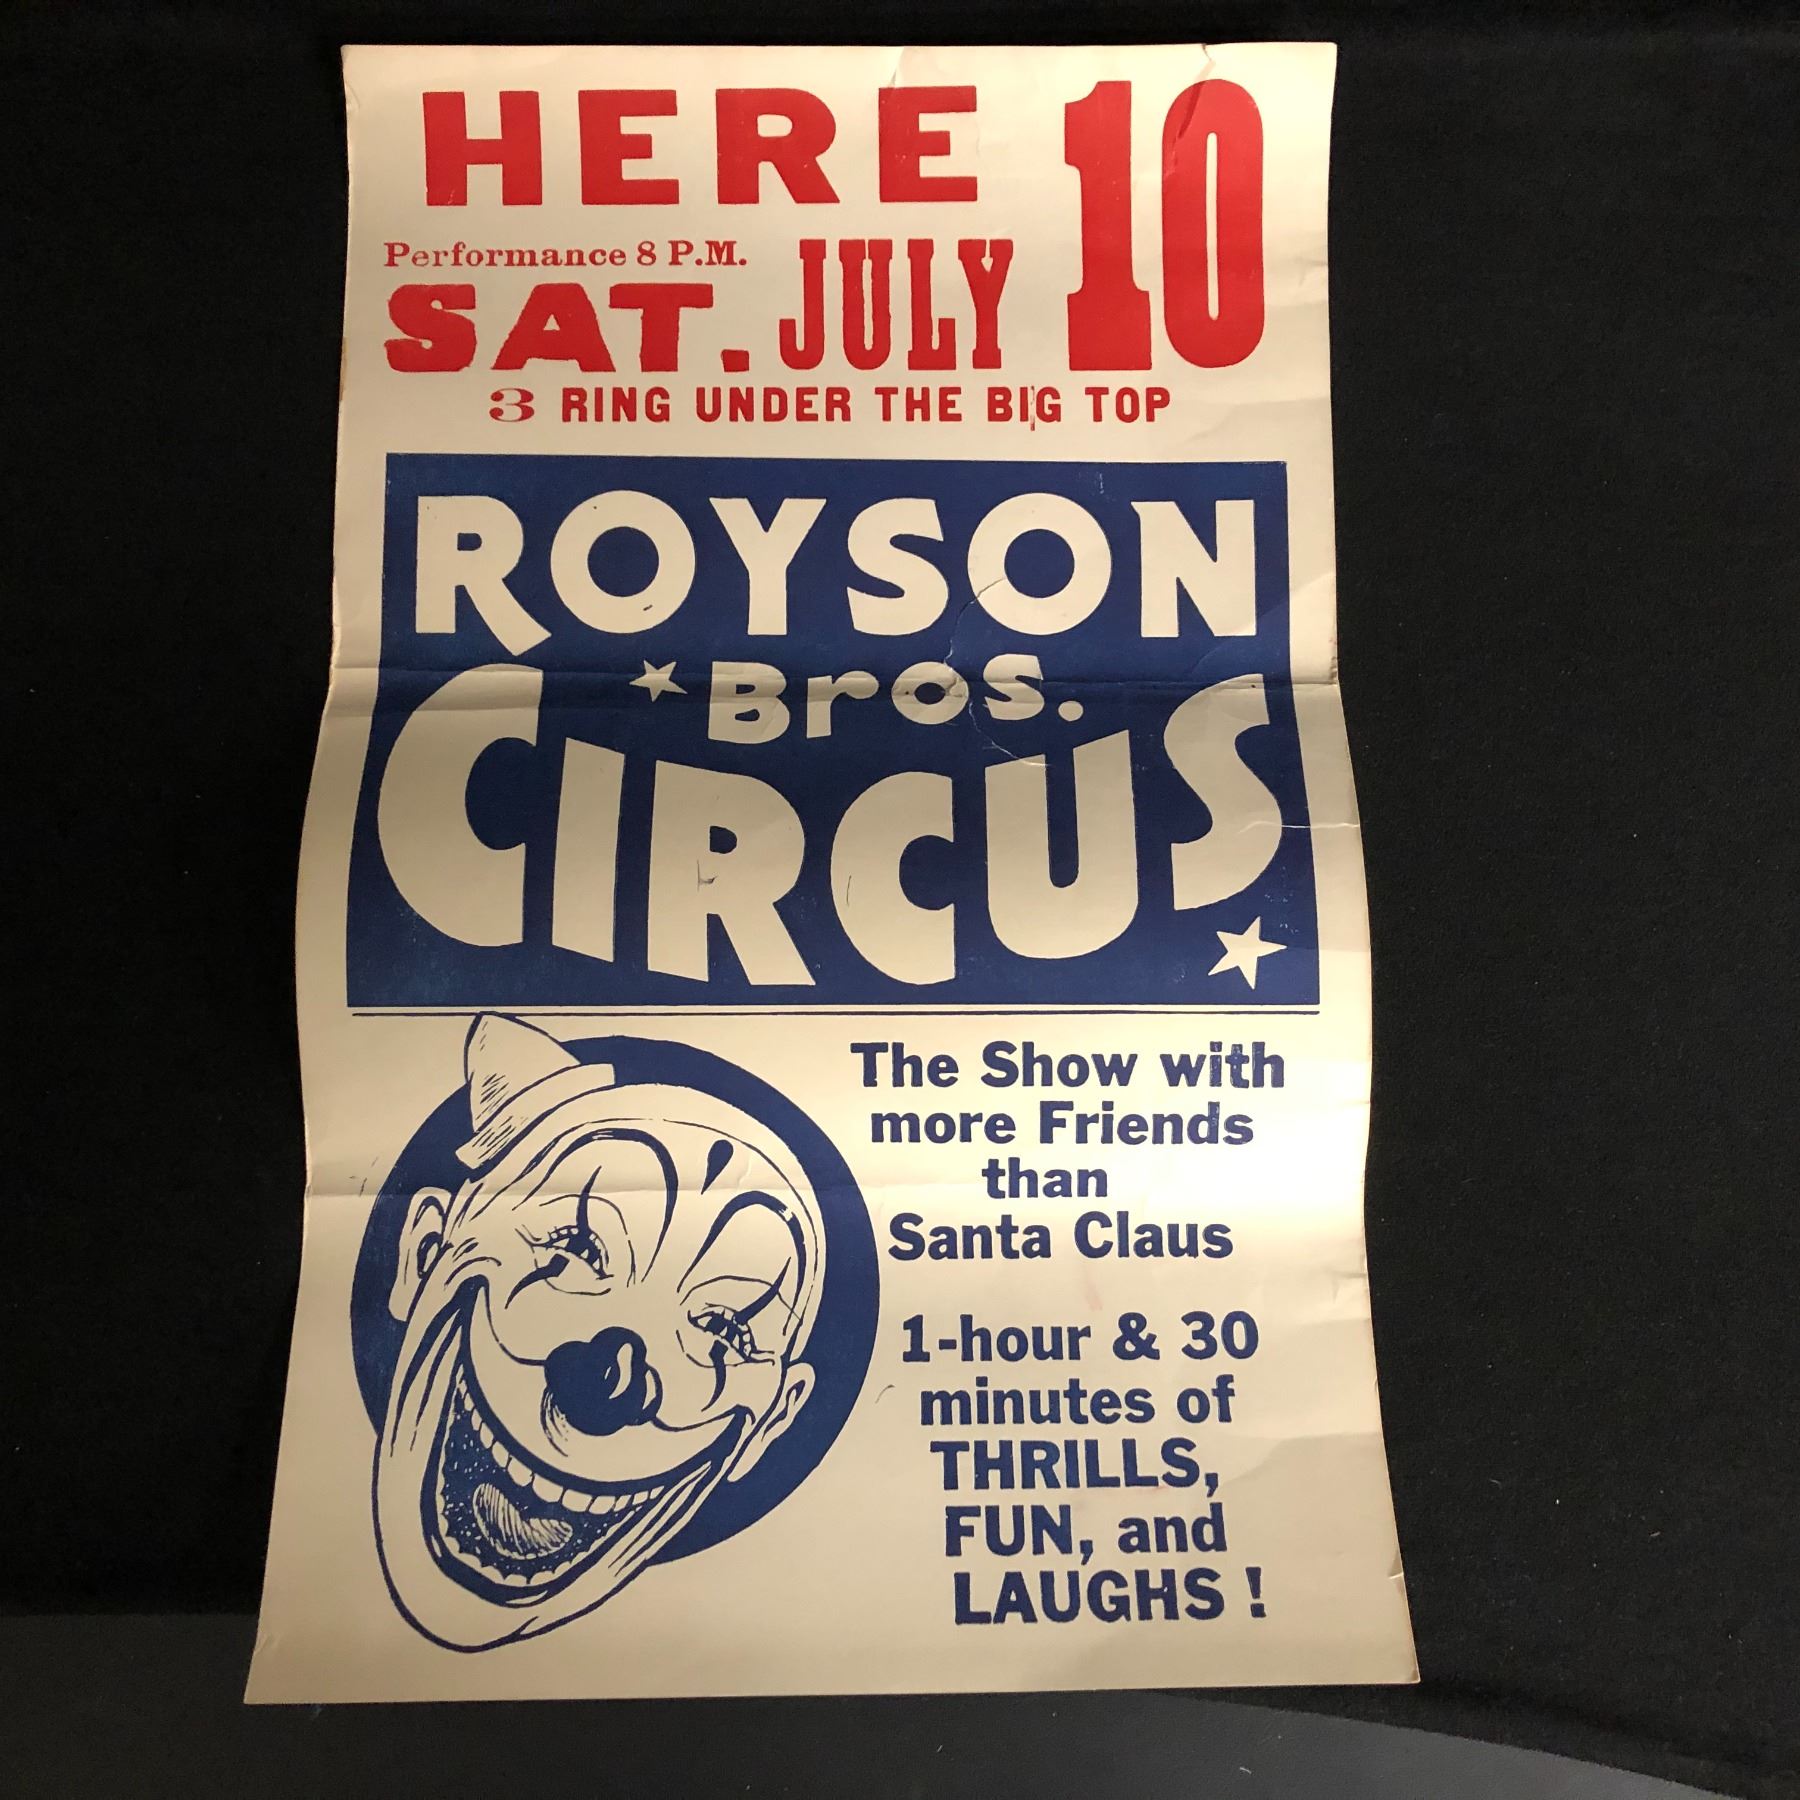 HERE 10
Performance 8 P.M.
SAT. JULY
3 RING UNDER THE BIG TOP
ROYSON
Bros.
CIRCUS
The Show with
more Friends
than
Santa Claus
1-hour & 30
minutes of
THRILLS,
FUN, and
LAUGHS !